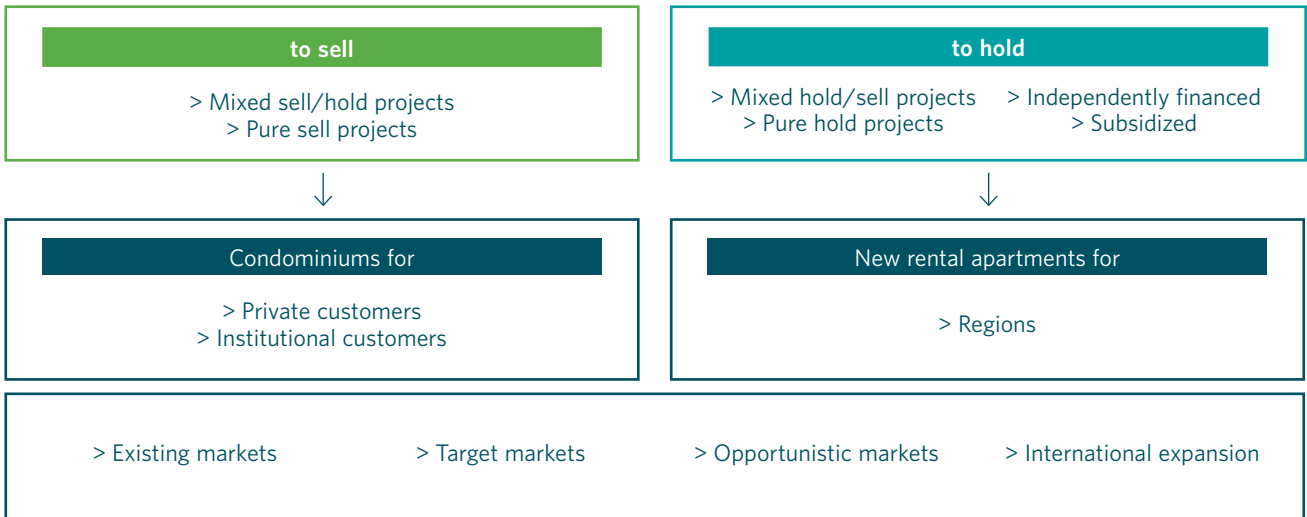 to sell
> Mixed sell/hold projects
> Pure sell projects
to hold
> Mixed hold/sell projects > Independently financed
> Pure hold projects > Subsidized
Condominiums for
> Private customers
> Institutional customers
New rental apartments for
> Regions
> Existing markets > Target markets > Opportunistic markets > International expansion